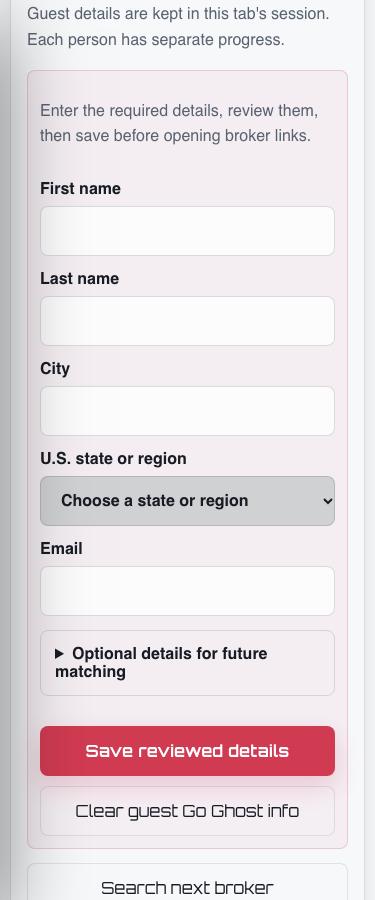 Guest details are kept in this tab's session.
Each person has separate progress.
Enter the required details, review them,
then save before opening broker links.
First name
Last name
City
U.S. state or region
Choose a state or region
Email
Optional details for future
matching
Save reviewed details
Clear guest Go Ghost info
Search next broker